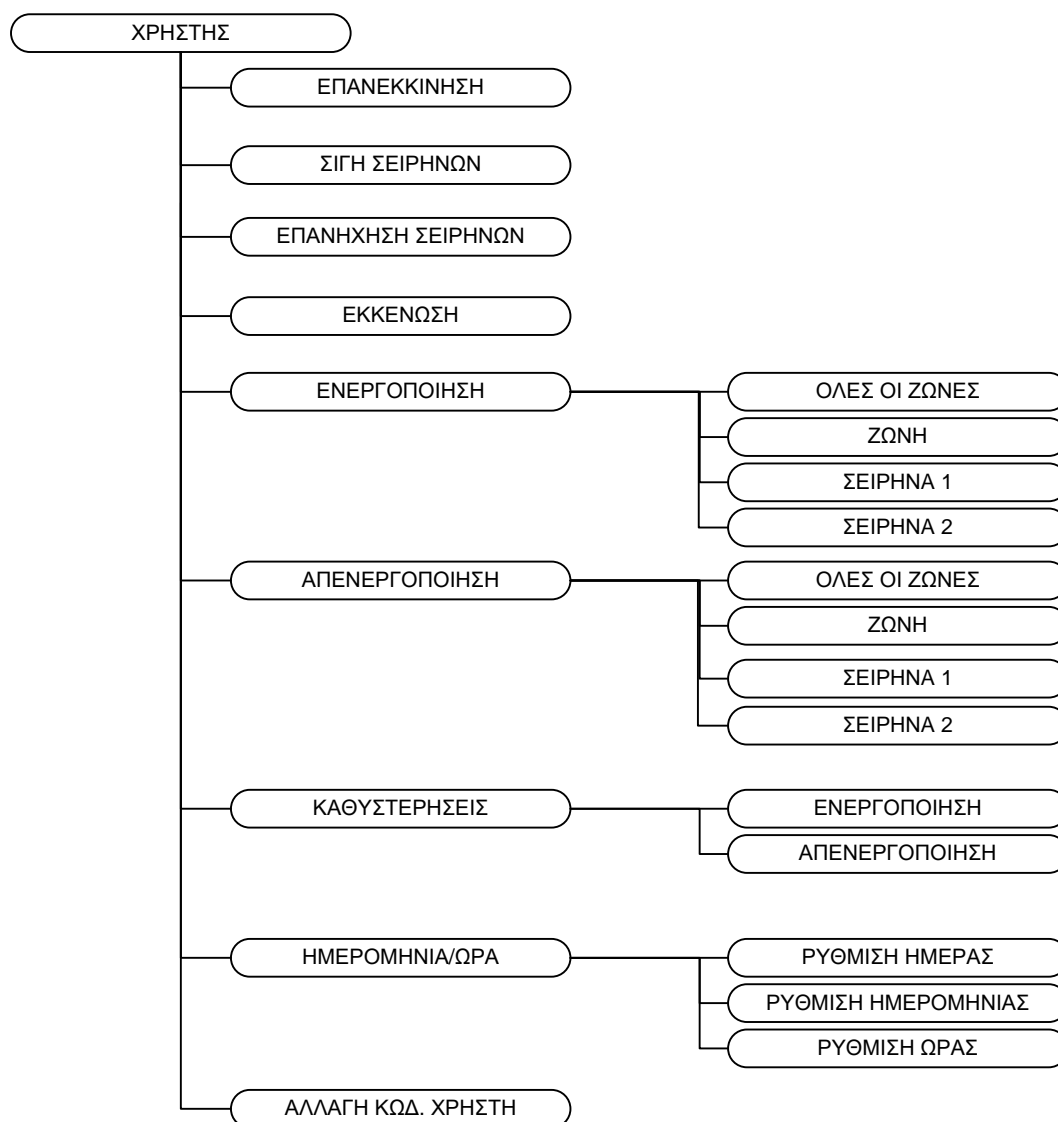 ΧΡΗΣΤΗΣ
ΕΠΑΝΕΚΚΙΝΗΣΗ
ΣΙΓΗ ΣΕΙΡΗΝΩΝ
ΕΠΑΝΗΧΗΣΗ ΣΕΙΡΗΝΩΝ
ΕΚΚΕΝΩΣΗ
ΕΝΕΡΓΟΠΟΙΗΣΗ
ΟΛΕΣ ΟΙ ΖΩΝΕΣ
ΖΩΝΗ
ΣΕΙΡΗΝΑ 1
ΣΕΙΡΗΝΑ 2
ΑΠΕΝΕΡΓΟΠΟΙΗΣΗ
ΟΛΕΣ ΟΙ ΖΩΝΕΣ
ΖΩΝΗ
ΣΕΙΡΗΝΑ 1
ΣΕΙΡΗΝΑ 2
ΚΑΘΥΣΤΕΡΗΣΕΙΣ
ΕΝΕΡΓΟΠΟΙΗΣΗ
ΑΠΕΝΕΡΓΟΠΟΙΗΣΗ
ΗΜΕΡΟΜΗΝΙΑ/ΩΡΑ
ΡΥΘΜΙΣΗ ΗΜΕΡΑΣ
ΡΥΘΜΙΣΗ ΗΜΕΡΟΜΗΝΙΑΣ
ΡΥΘΜΙΣΗ ΩΡΑΣ
ΑΛΛΑΓΗ ΚΩΔ. ΧΡΗΣΤΗ